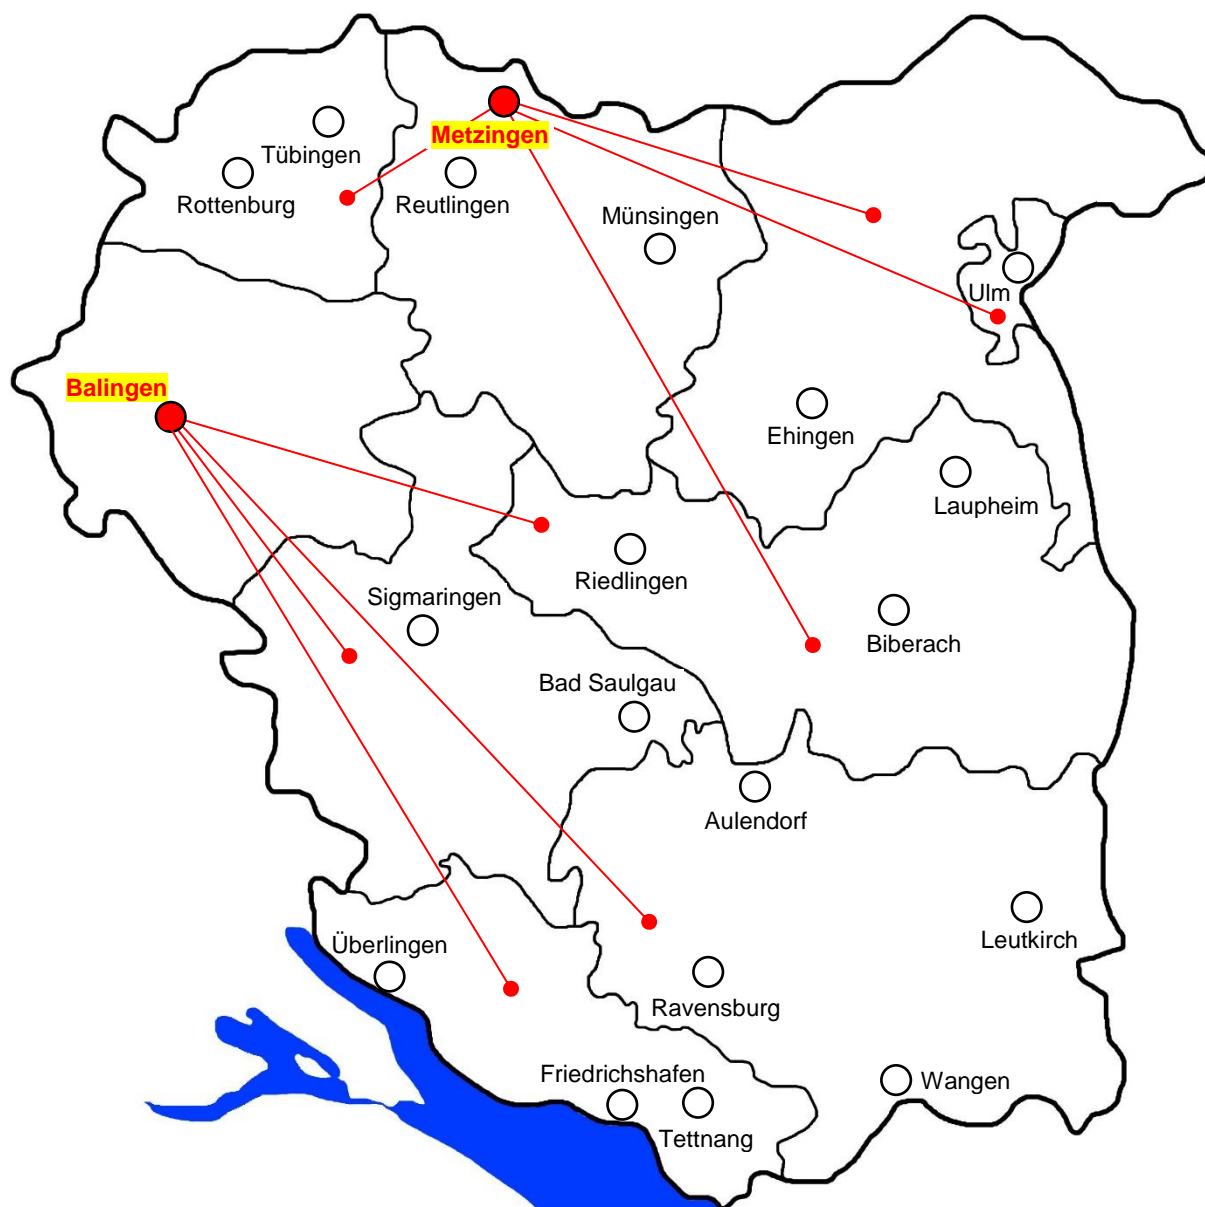 Metzingen
Tübingen
Rottenburg
Reutlingen
Münsingen
Ulm
Balingen
Ehingen
Laupheim
Riedlingen
Sigmaringen
Biberach
Bad Saulgau
Aulendorf
Leutkirch
Überlingen
Ravensburg
Friedrichshafen
Wangen
Tettnang